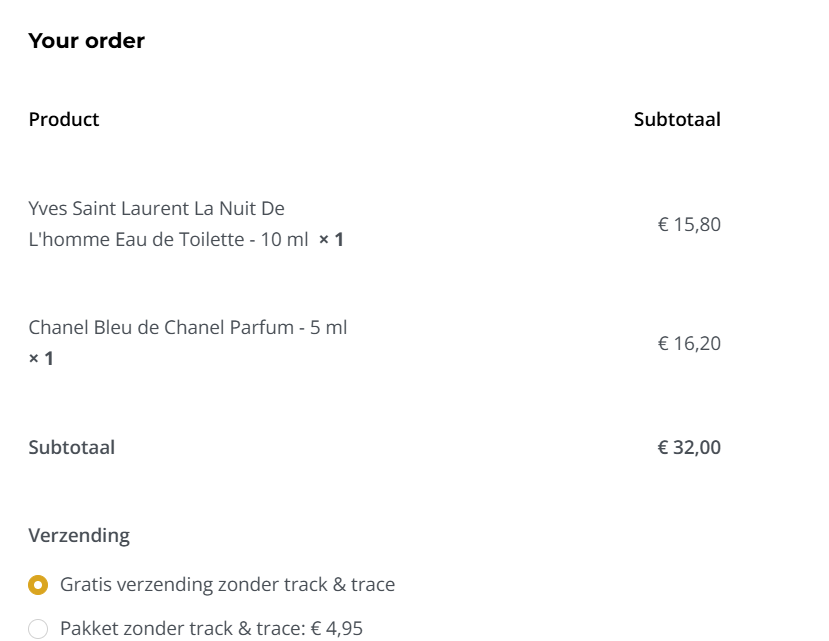 Your order
Product Subtotaal
Yves Saint Laurent La Nuit De
L'homme Eau de Toilette - 10 ml × 1
€ 15,80
Chanel Bleu de Chanel Parfum - 5 ml
× 1
€ 16,20
Subtotaal € 32,00
Verzending
Gratis verzending zonder track & trace
Pakket zonder track & trace: € 4,95